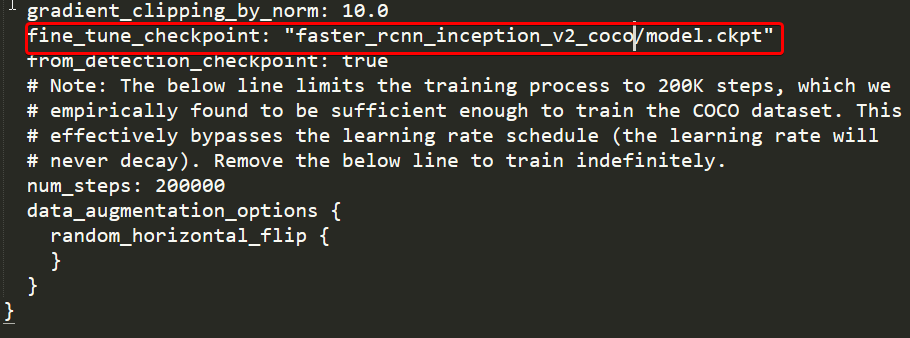 gradient_clipping_by_norm: 10.0
fine_tune_checkpoint: "faster_rcnn_inception_v2_coco/model.ckpt"
from_detection_checkpoint: true
# Note: The below line limits the training process to 200K steps, which we
# empirically found to be sufficient enough to train the COCO dataset. This
# effectively bypasses the learning rate schedule (the learning rate will
# never decay). Remove the below line to train indefinitely.
num_steps: 200000
data_augmentation_options {
random_horizontal_flip {
}
}
}